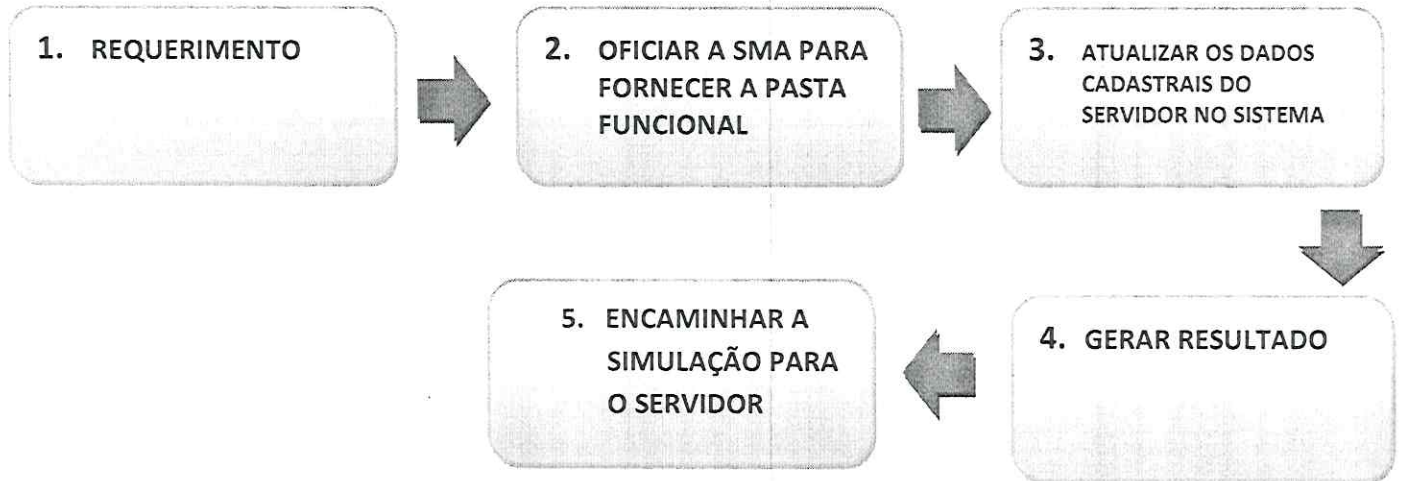 1. REQUERIMENTO
2. OFICIAR A SMA PARA
FORNECER A PASTA
FUNCIONAL
3. ATUALIZAR OS DADOS
CADASTRAIS DO
SERVIDOR NO SISTEMA
4. GERAR RESULTADO
5. ENCAMINHAR A
SIMULAÇÃO PARA
O SERVIDOR